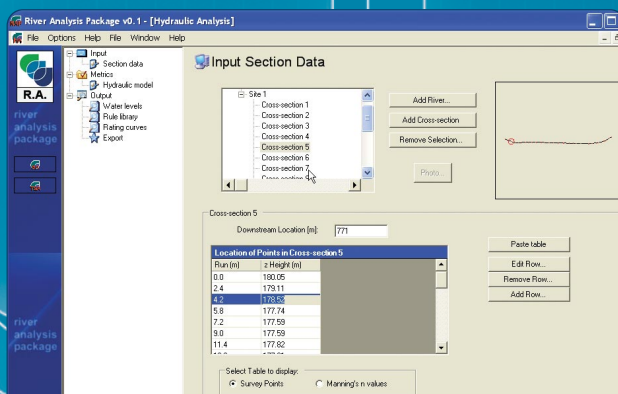 River Analysis Package v0.1 - [Hydraulic Analysis]
File Options Help File Window Help
R.A.
river
analysis
package
Input
Section data
Metrics
Hydraulic model
Output
Water levels
Rule library
Rating curves
Export
Input Section Data
Site 1
Cross-section 1
Cross-section 2
Cross-section 3
Cross-section 4
Cross-section 5
Cross-section 6
Cross-section 7
Add River...
Add Cross-section
Remove Selection...
Photo...
Cross-section 5
Downstream Location (m): 771
Location of Points in Cross-section 5
Run (m) z Height (m)
0.0 180.05
2.4 179.11
4.2 178.52
5.8 177.74
7.2 177.59
9.0 177.59
11.4 177.82
Paste table
Edit Row...
Remove Row...
Add Row...
Select Table to display:
Survey Points Manning's n values
river
analysis
package